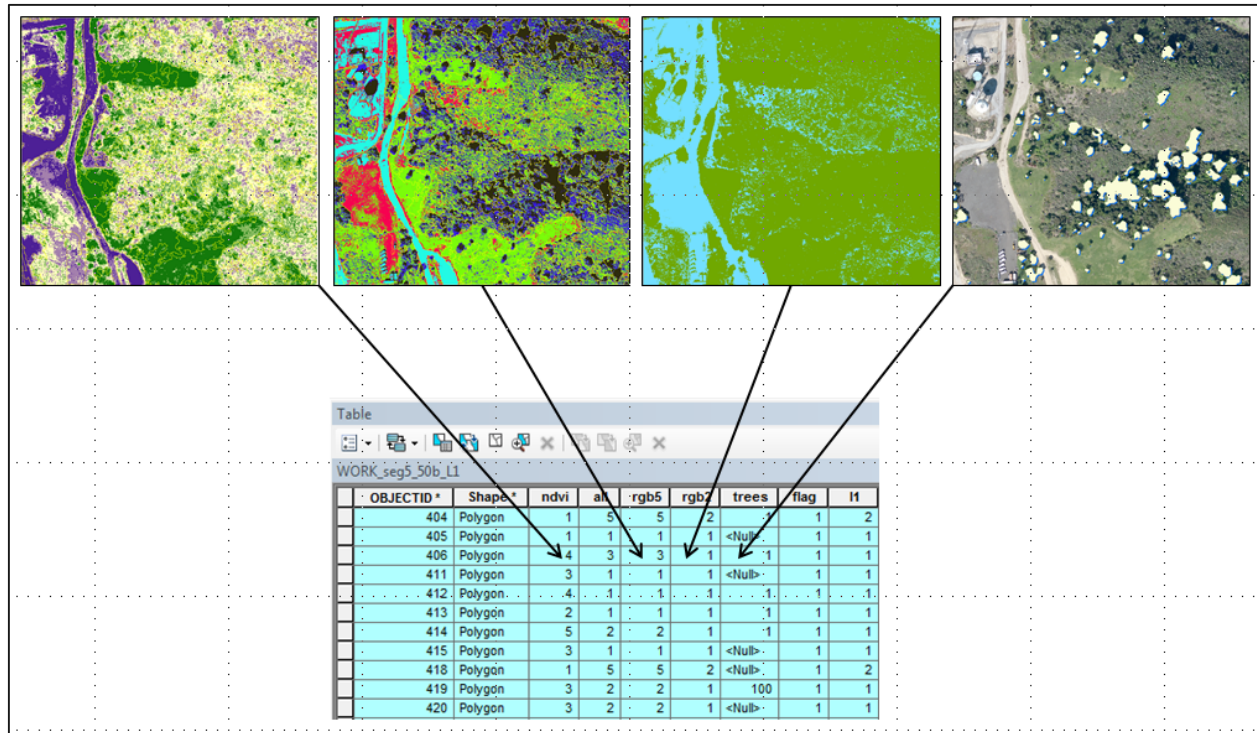 Table
WORK_seg5_50b_L1
OBJECTID * Shape * ndvi all rgb5 rgb2 trees flag l1
404 Polygon 1 5 5 2 1 1 2
405 Polygon 1 1 1 1 <Null> 1 1
406 Polygon 4 3 3 1 1 1 1
411 Polygon 3 1 1 1 <Null> 1 1
412 Polygon 4 1 1 1 1 1 1
413 Polygon 2 1 1 1 1 1 1
414 Polygon 5 2 2 1 1 1 1
415 Polygon 3 1 1 1 <Null> 1 1
418 Polygon 1 5 5 2 <Null> 1 2
419 Polygon 3 2 2 1 100 1 1
420 Polygon 3 2 2 1 <Null> 1 1